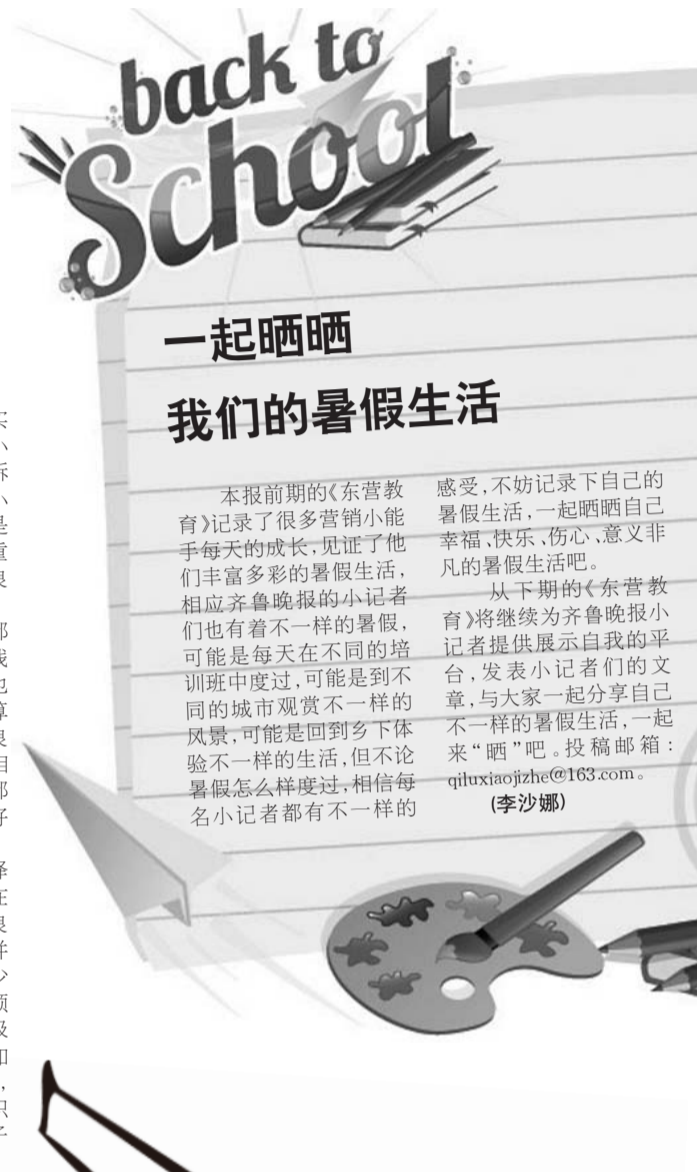 back to
School
一起晒晒
我们的暑假生活
本报前期的《东营教
育》记录了很多营销小能
手每天的成长,见证了他
们丰富多彩的暑假生活,
相应齐鲁晚报的小记者
们也有着不一样的暑假,
可能是每天在不同的培
训班中度过,可能是到不
同的城市观赏不一样的
风景,可能是回到乡下体
验不一样的生活,但不论
暑假怎么样度过,相信每
名小记者都有不一样的
感受,不妨记录下自己的
暑假生活,一起晒晒自己
幸福、快乐、伤心、意义非
凡的暑假生活吧。
从下期的《东营教
育》将继续为齐鲁晚报小
记者提供展示自我的平
台,发表小记者们的文
章,与大家一起分享自己
不一样的暑假生活,一起
来“晒”吧。投稿邮箱:
qiluxiaojizhe@163.com。
(李沙娜)